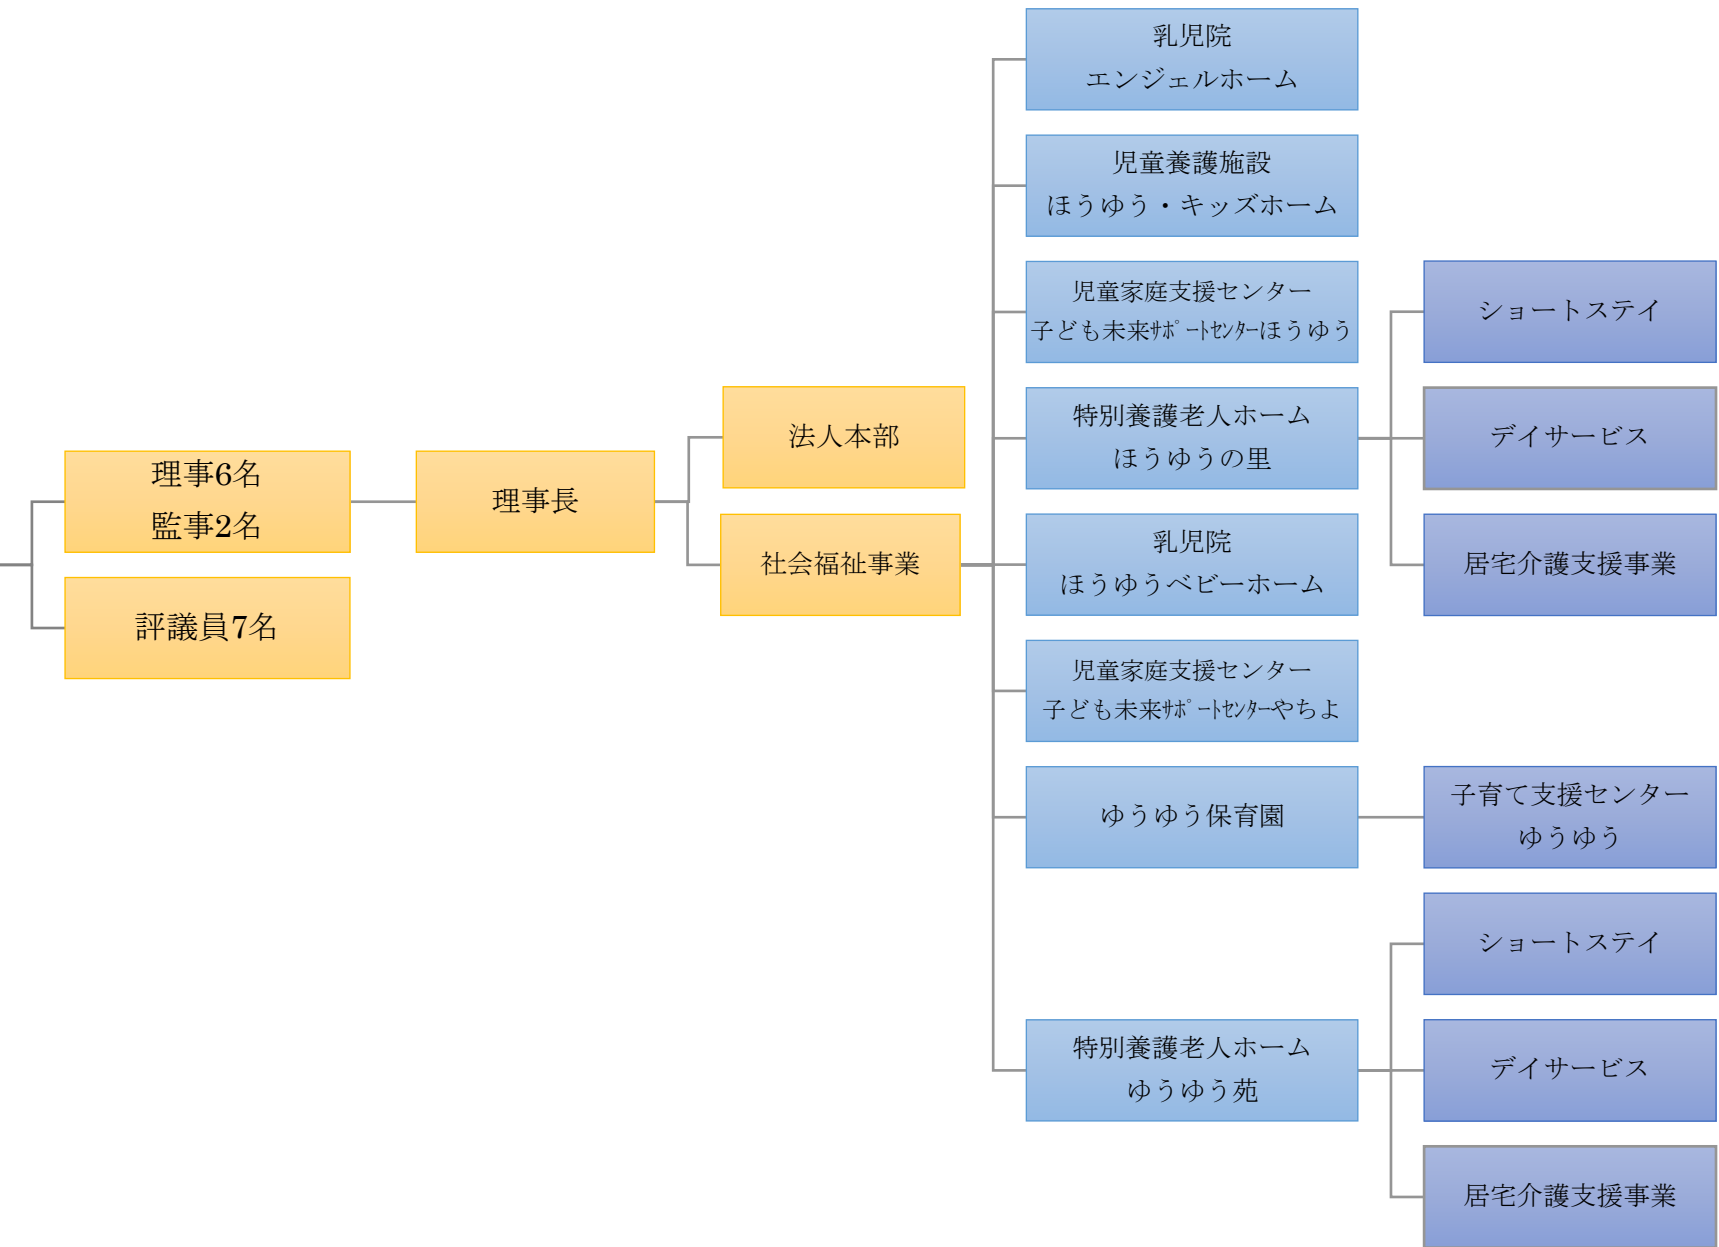 理事6名
監事2名
評議員7名
理事長
法人本部
社会福祉事業
乳児院
エンジェルホーム
児童養護施設
ほうゆう・キッズホーム
児童家庭支援センター
子ども未来ｻﾎﾟｰﾄｾﾝﾀｰほうゆう
特別養護老人ホーム
ほうゆうの里
ショートステイ
デイサービス
居宅介護支援事業
乳児院
ほうゆうベビーホーム
児童家庭支援センター
子ども未来ｻﾎﾟｰﾄｾﾝﾀｰやちよ
ゆうゆう保育園
子育て支援センター
ゆうゆう
特別養護老人ホーム
ゆうゆう苑
ショートステイ
デイサービス
居宅介護支援事業